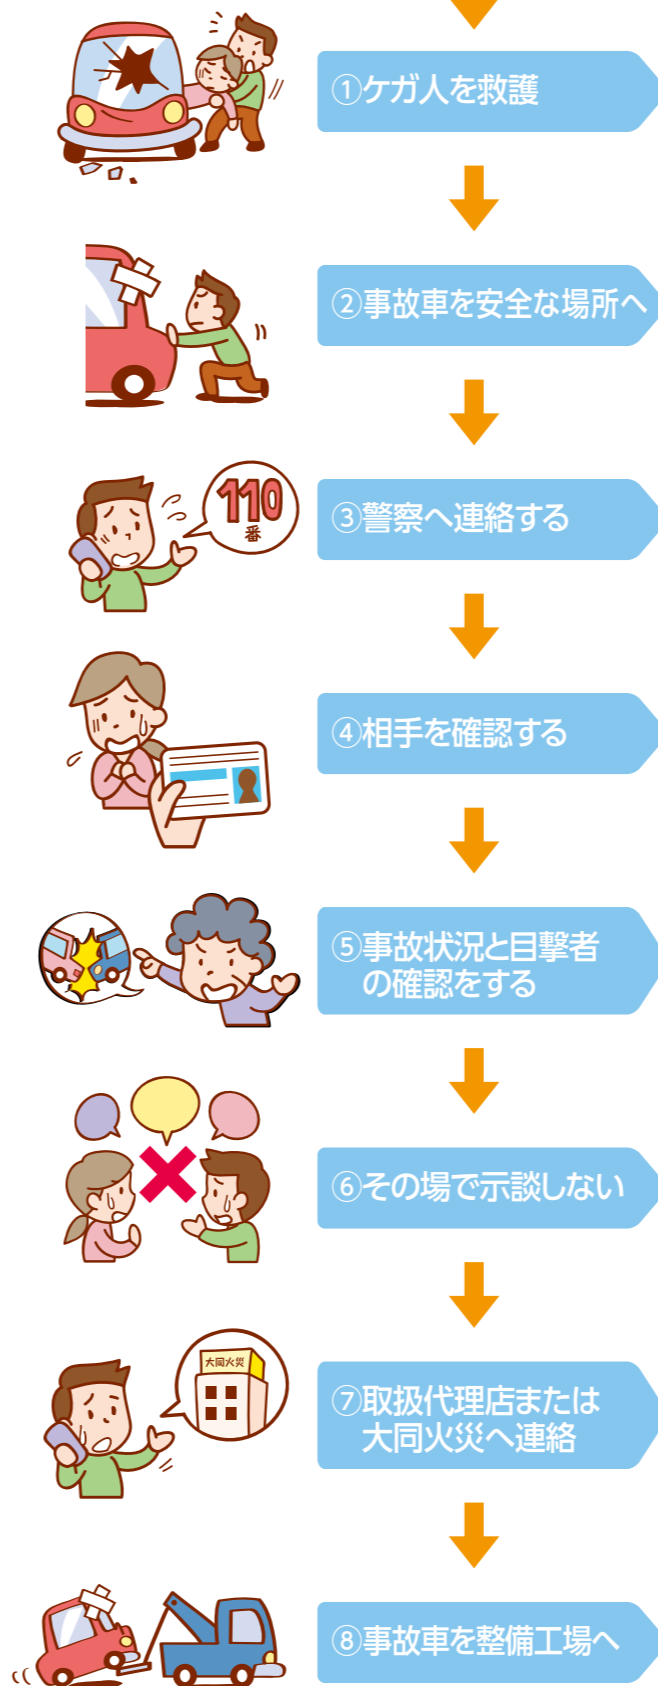 ①ケガ人を救護
②事故車を安全な場所へ
110
番
③警察へ連絡する
④相手を確認する
⑤事故状況と目撃者
の確認をする
⑥その場で示談しない
大同火災
⑦取扱代理店または
大同火災へ連絡
⑧事故車を整備工場へ